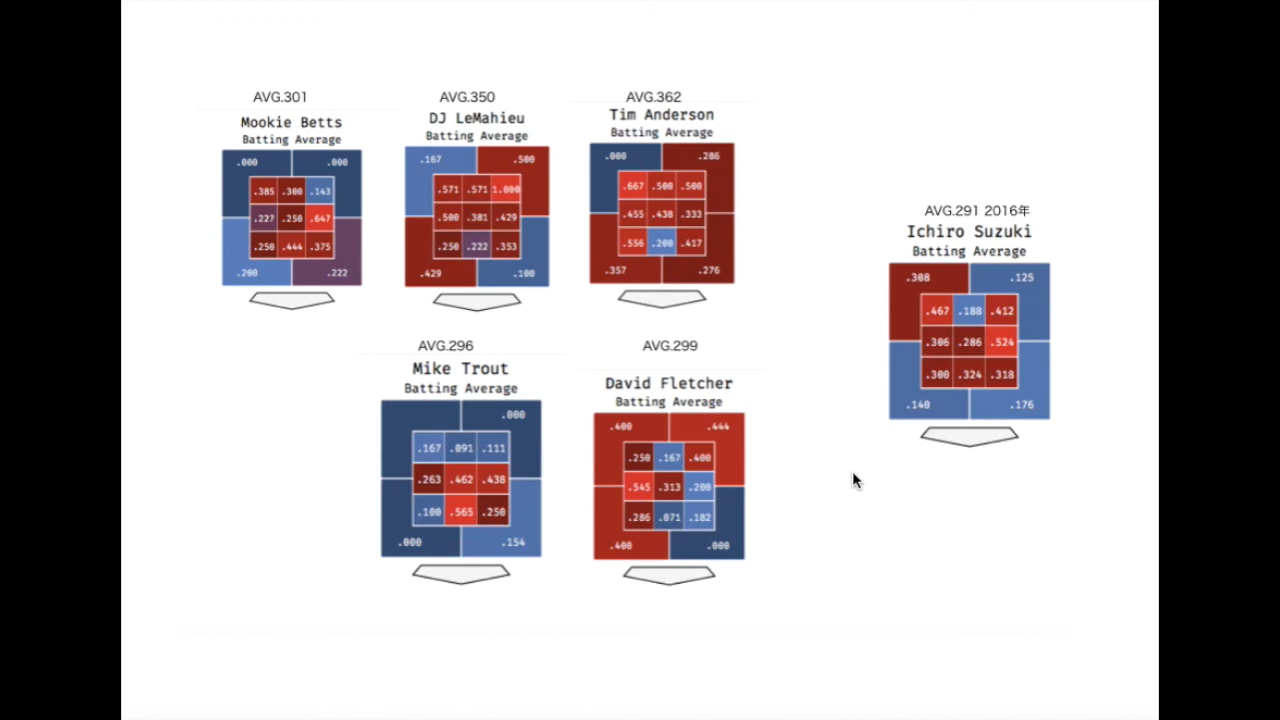 AVG.301
Mookie Betts
Batting Average
.000 .000
.385 .300 .143
.227 .250 .647
.250 .444 .375
.200 .222
AVG.350
DJ LeMahieu
Batting Average
.167 .500
.571 .571 1.000
.500 .381 .429
.250 .222 .353
.429 .100
AVG.362
Tim Anderson
Batting Average
.000 .286
.667 .500 .500
.455 .438 .333
.556 .200 .417
.357 .276
AVG.291 2016年
Ichiro Suzuki
Batting Average
.308 .125
.467 .188 .412
.306 .286 .524
.300 .324 .318
.140 .176
AVG.296
Mike Trout
Batting Average
.000
.167 .091 .111
.263 .462 .438
.100 .565 .250
.000 .154
AVG.299
David Fletcher
Batting Average
.400 .444
.250 .167 .400
.545 .313 .200
.286 .071 .182
.400 .000